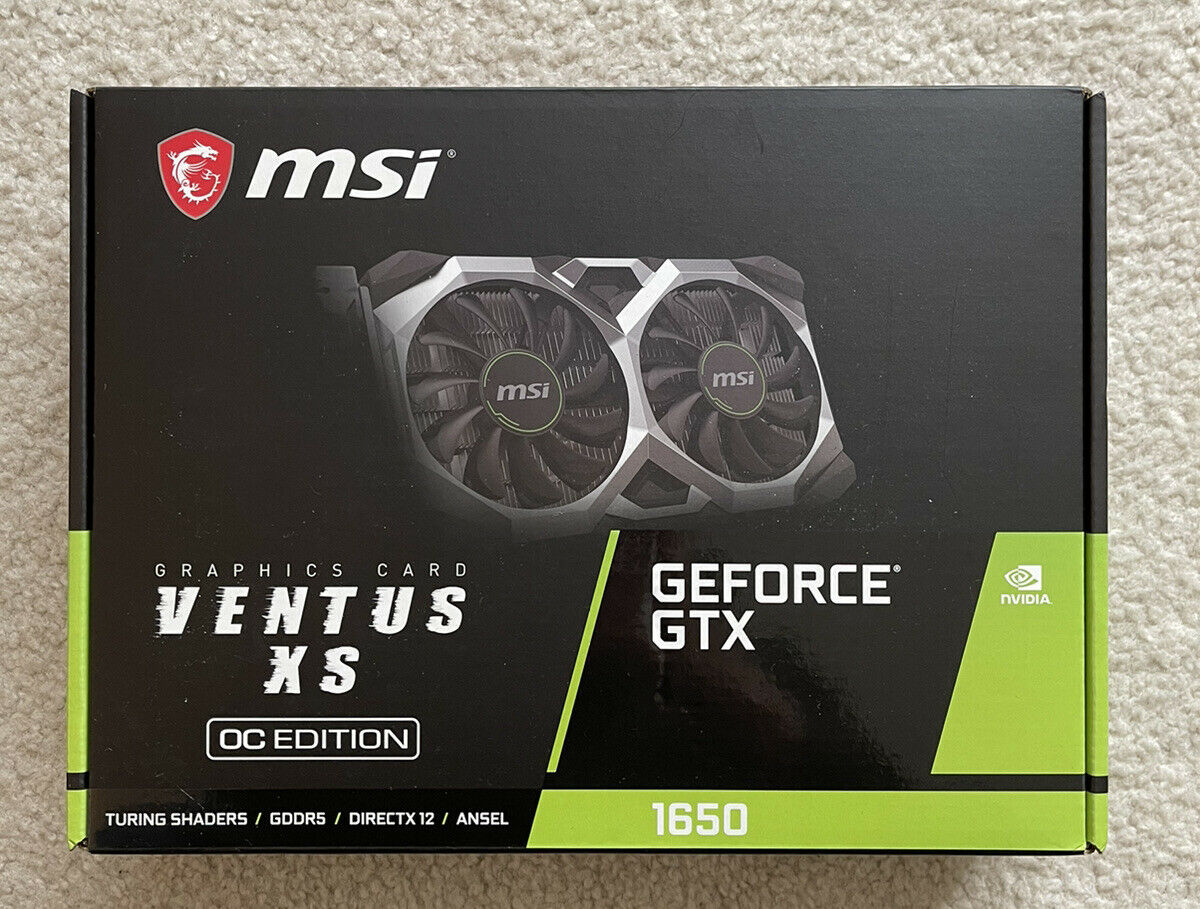 msi®
msi
msi
GRAPHICS CARD
VENTUS
XS
OC EDITION
GEFORCE®
GTX
NVIDIA.
TURING SHADERS / GDDR5 / DIRECTX 12 / ANSEL
1650